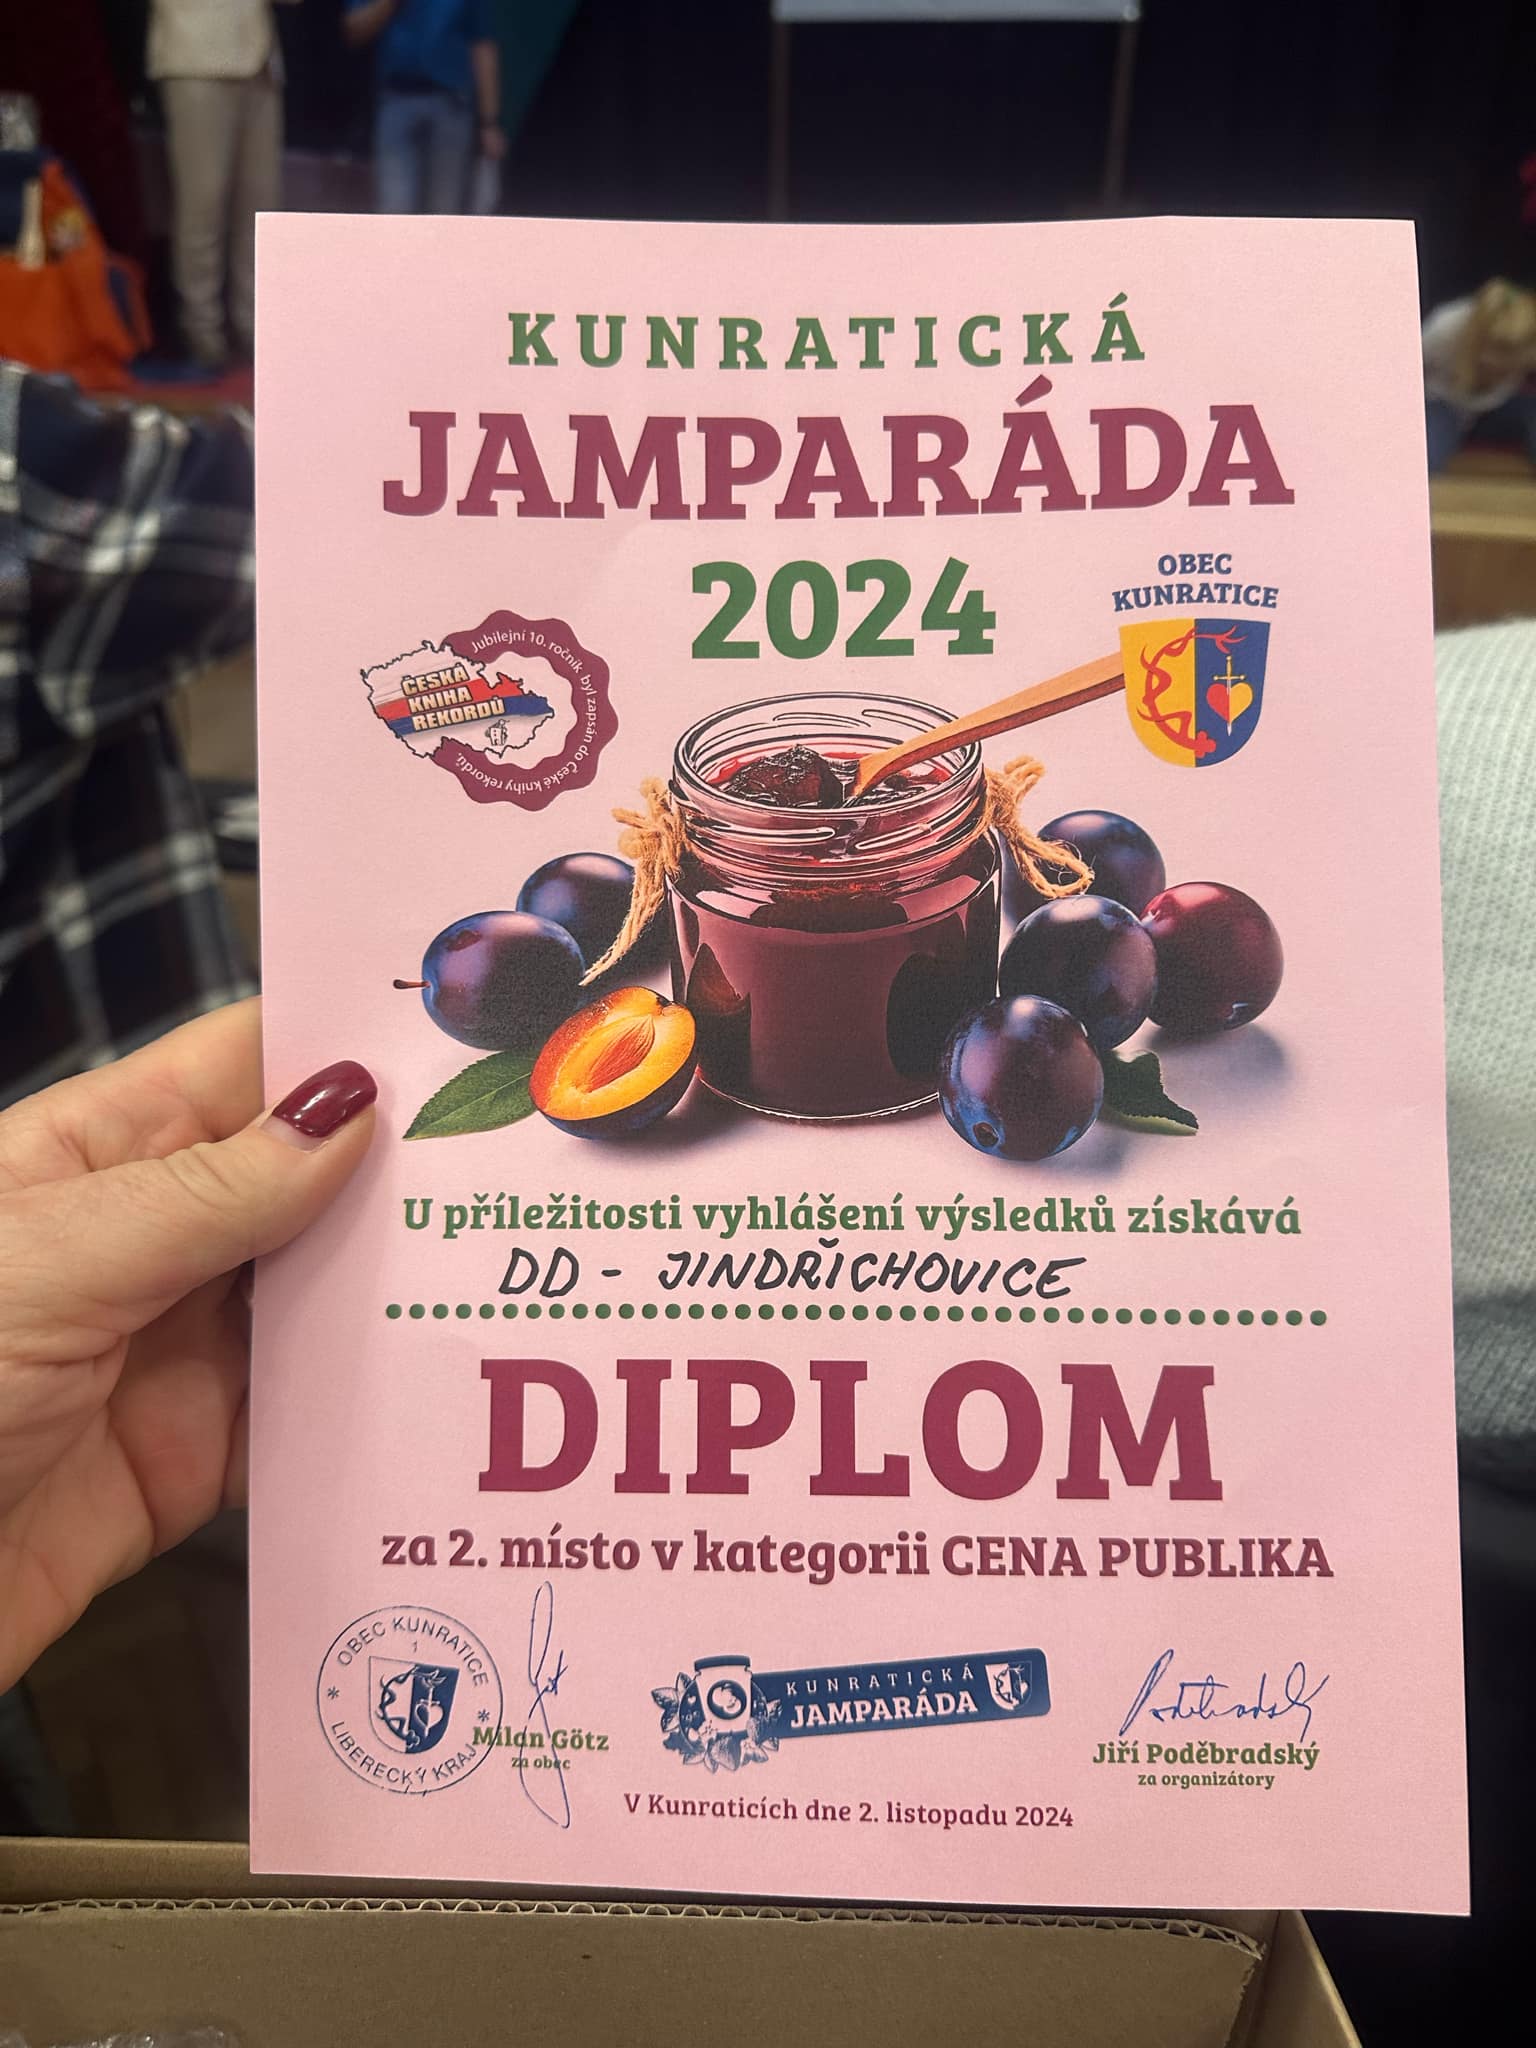 KUNRATICKÁ
JAMPARÁDA
2024
OBEC
KUNRATICE
Jubilejní 10. ročník byl zapsán do České knihy rekordů.
ČESKÁ
KNIHA
REKORDŮ
U příležitosti vyhlášení výsledků získává
DD - JINDŘICHOVICE
DIPLOM
za 2. místo v kategorii CENA PUBLIKA
OBEC KUNRATICE
1
* LIBERECKÝ KRAJ *
Milan Götz
za obec
KUNRATICKÁ
JAMPARÁDA
Jiří Poděbradský
za organizátory
V Kunraticích dne 2. listopadu 2024